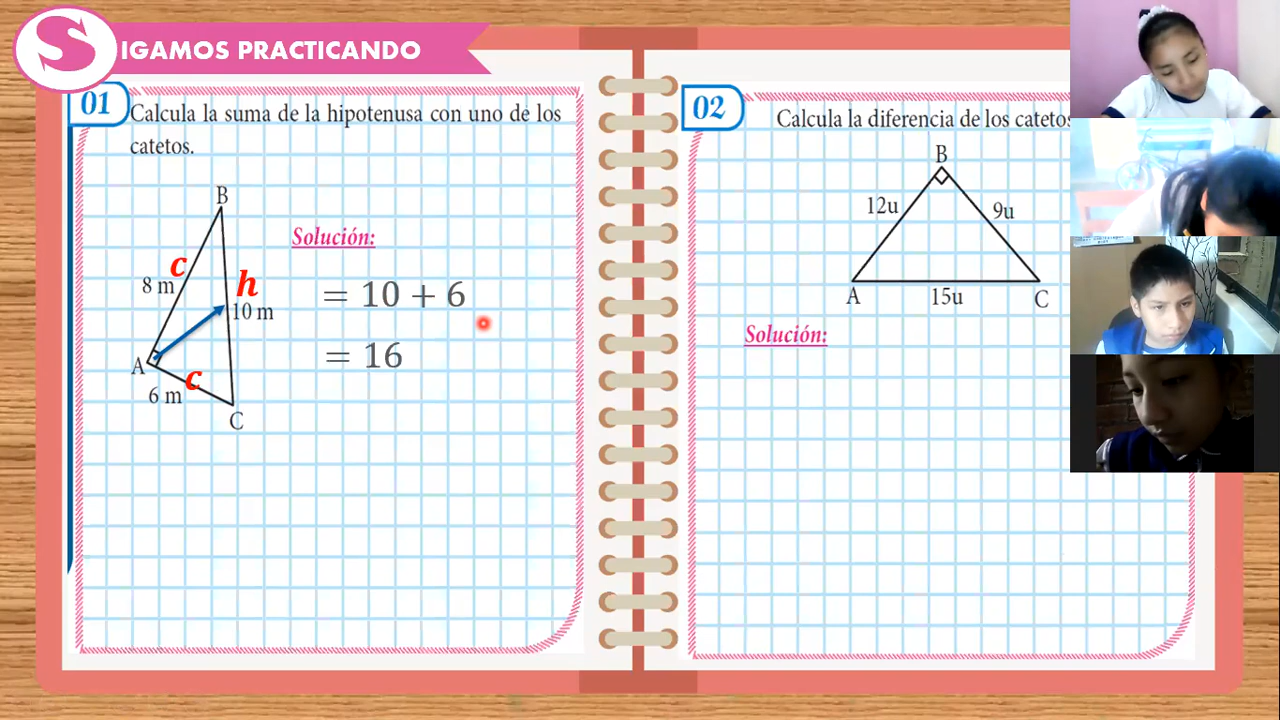 SIGAMOS PRACTICANDO
01
Calcula la suma de la hipotenusa con uno de los
catetos.
B
Solución:
c
8 m
h
10 m
= 10 + 6
= 16
A
c
6 m
C
02
Calcula la diferencia de los catetos
B
12u
9u
A
15u
C
Solución: